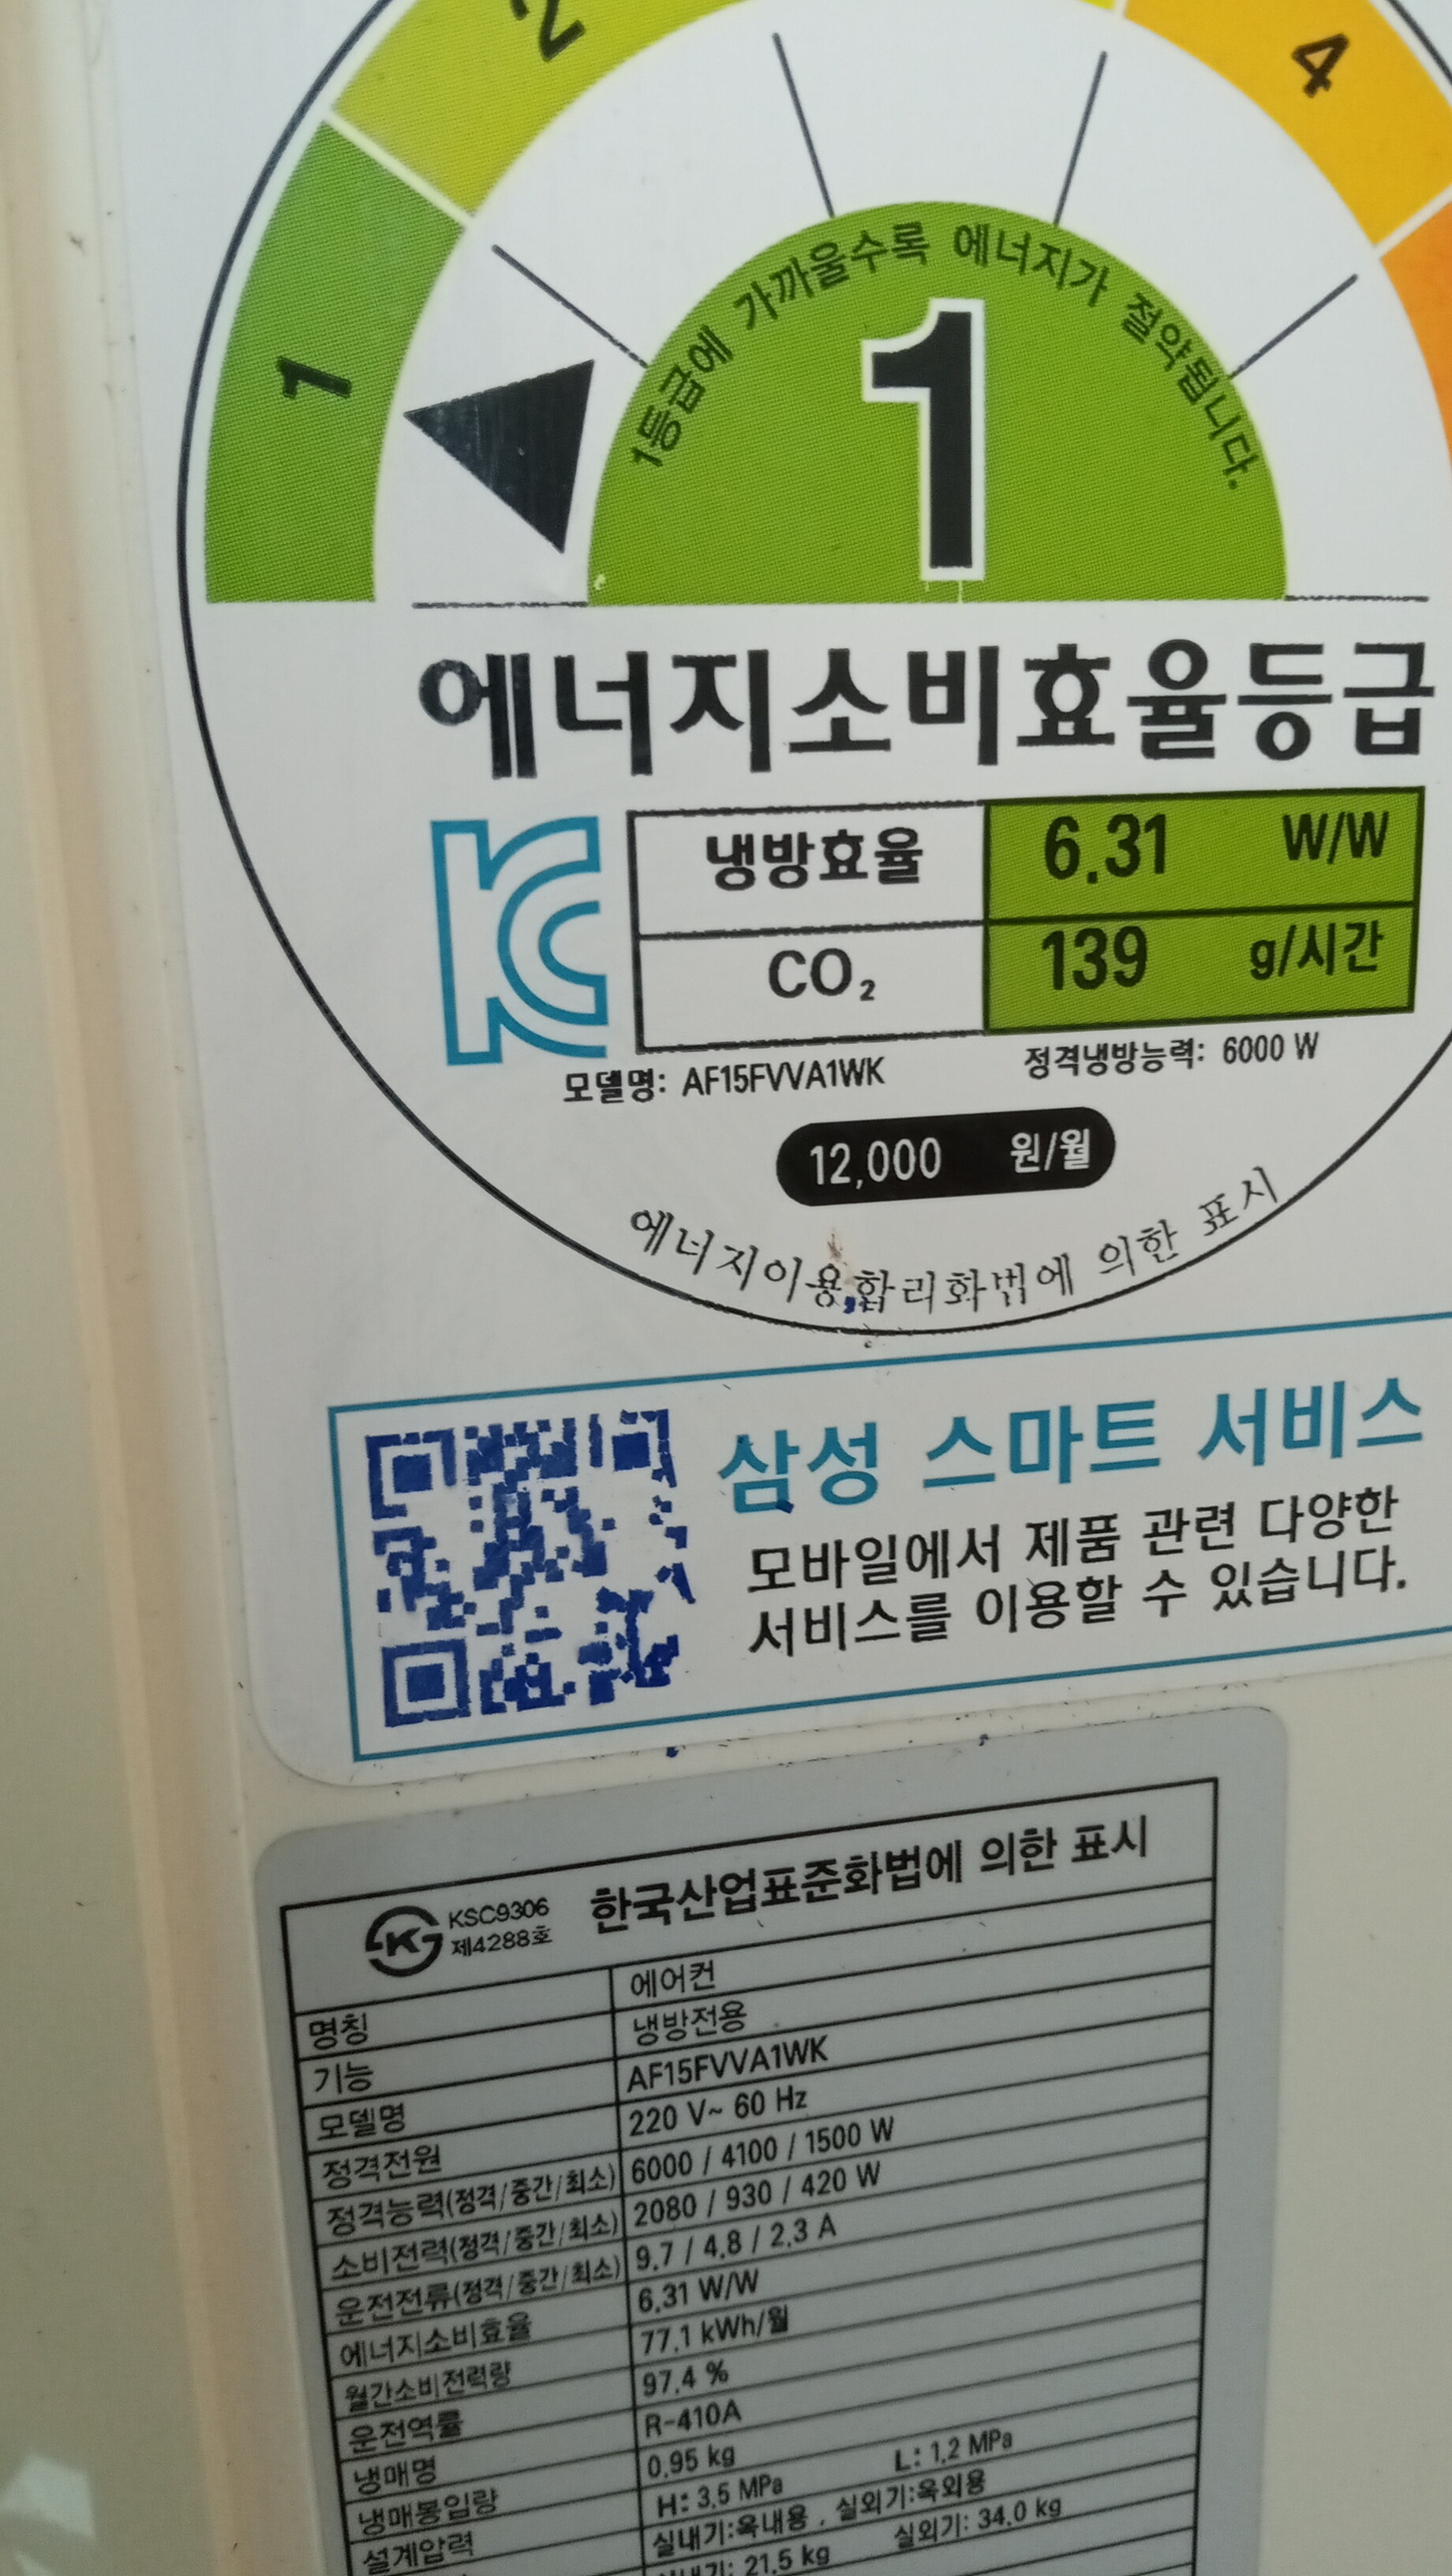 2
4
1
1등급에 가까울수록 에너지가 절약됩니다.
1
에너지소비효율등급
냉방효율 6.31 W/W
CO₂ 139 g/시간
모델명: AF15FVVA1WK 정격냉방능력: 6000 W
12,000 원/월
에너지이용합리화법에 의한 표시
삼성 스마트 서비스
모바일에서 제품 관련 다양한
서비스를 이용할 수 있습니다.
KSC9306
제4288호
한국산업표준화법에 의한 표시
명칭 에어컨
기능 냉방전용
모델명 AF15FVVA1WK
정격전원 220 V~ 60 Hz
정격능력(정격/중간/최소) 6000 / 4100 / 1500 W
소비전력(정격/중간/최소) 2080 / 930 / 420 W
운전전류(정격/중간/최소) 9.7 / 4.8 / 2.3 A
에너지소비효율 6.31 W/W
월간소비전력량 77.1 kWh/월
운전역률 97.4 %
냉매명 R-410A
냉매봉입량 0.95 kg
설계압력 H: 3.5 MPa L: 1.2 MPa
실내기:옥내용 , 실외기:옥외용
21.5 kg 실외기: 34.0 kg